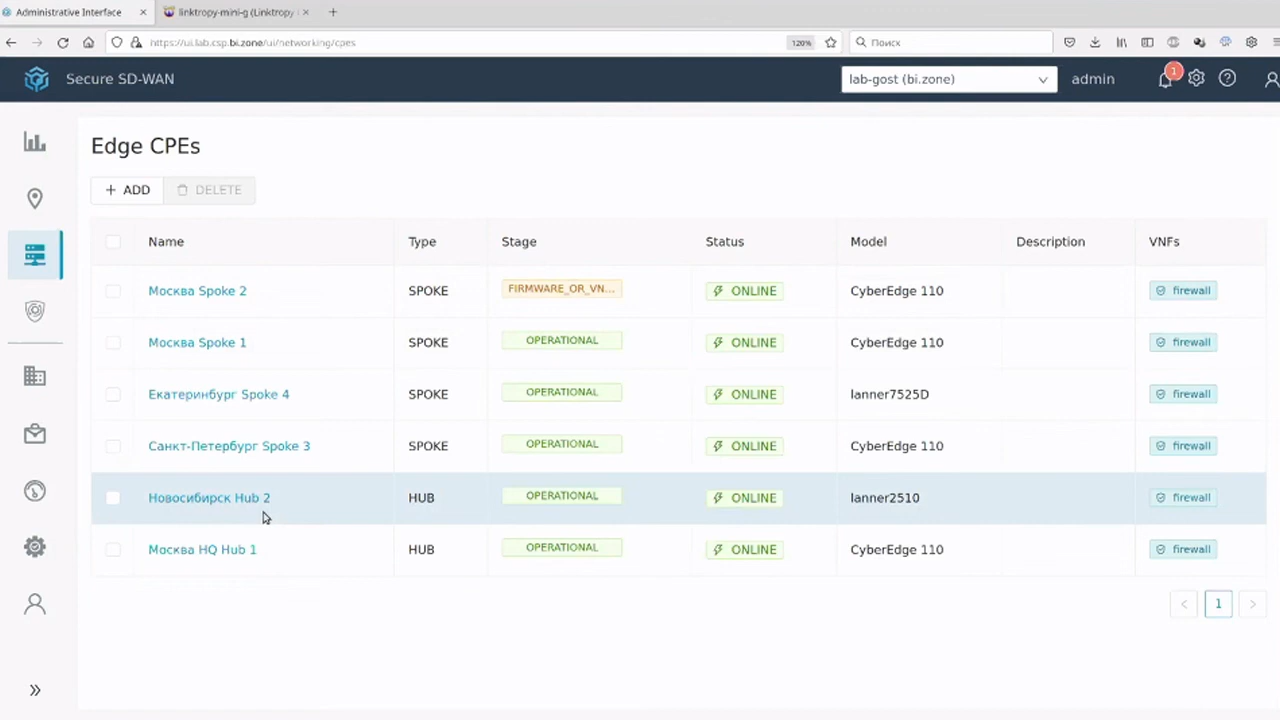 Administrative Interface
linktropy-mini-g (Linktropy
https://ui.lab.csp.bi.zone/ui/networking/cpes
120%
Поиск
Secure SD-WAN
lab-gost (bi.zone)
admin
1
Edge CPEs
+ ADD
DELETE
Name Type Stage Status Model Description VNFs
Москва Spoke 2 SPOKE FIRMWARE_OR_VN... ONLINE CyberEdge 110 firewall
Москва Spoke 1 SPOKE OPERATIONAL ONLINE CyberEdge 110 firewall
Екатеринбург Spoke 4 SPOKE OPERATIONAL ONLINE lanner7525D firewall
Санкт-Петербург Spoke 3 SPOKE OPERATIONAL ONLINE CyberEdge 110 firewall
Новосибирск Hub 2 HUB OPERATIONAL ONLINE lanner2510 firewall
Москва HQ Hub 1 HUB OPERATIONAL ONLINE CyberEdge 110 firewall
1